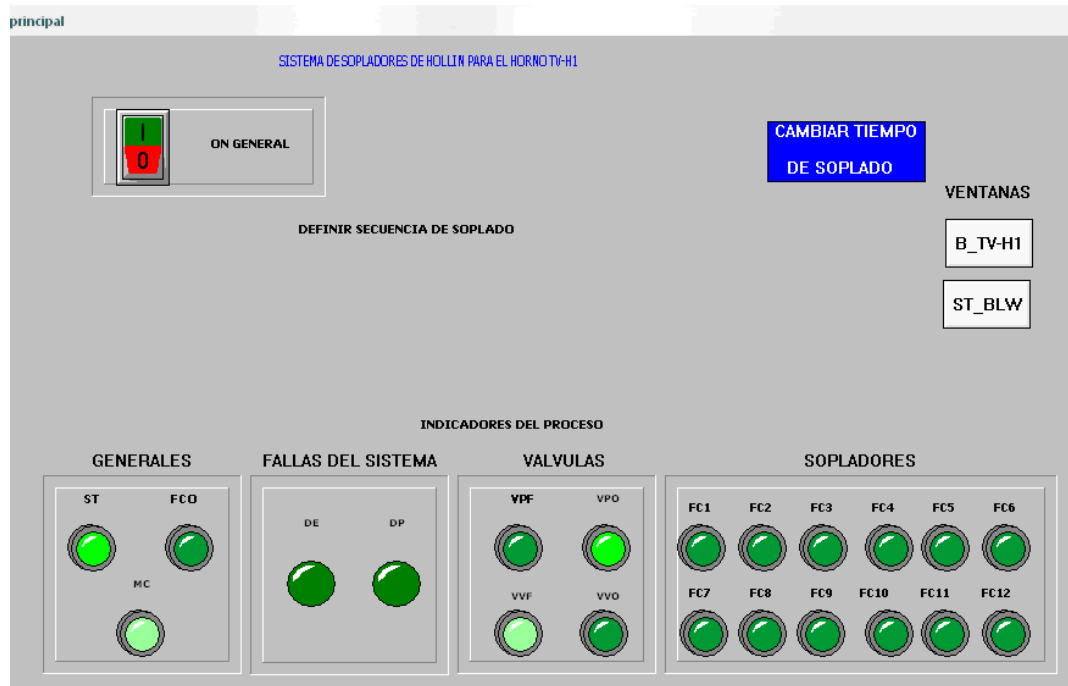 principal
SISTEMA DE SOPLADORES DE HOLLIN PARA EL HORNO TV-H1
I
0
ON GENERAL
CAMBIAR TIEMPO
DE SOPLADO
VENTANAS
DEFINIR SECUENCIA DE SOPLADO
B_TV-H1
ST_BLW
INDICADORES DEL PROCESO
GENERALES
FALLAS DEL SISTEMA
VALVULAS
SOPLADORES
ST FCO
MC
DE DP
VPF VPO
VVF VVO
FC1 FC2 FC3 FC4 FC5 FC6
FC7 FC8 FC9 FC10 FC11 FC12